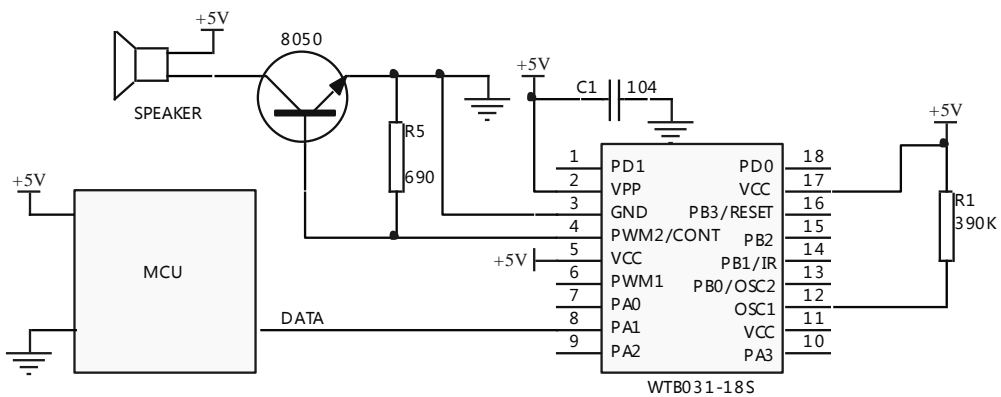 +5V
8050
SPEAKER
+5V
C1 104
R5
690
+5V
R1
390K
+5V
MCU
DATA
+5V
1 PD1
2 VPP
3 GND
4 PWM2/CONT
5 VCC
6 PWM1
7 PA0
8 PA1
9 PA2
PD0 18
VCC 17
PB3/RESET 16
PB2 15
PB1/IR 14
PB0/OSC2 13
OSC1 12
VCC 11
PA3 10
WTB031-18S